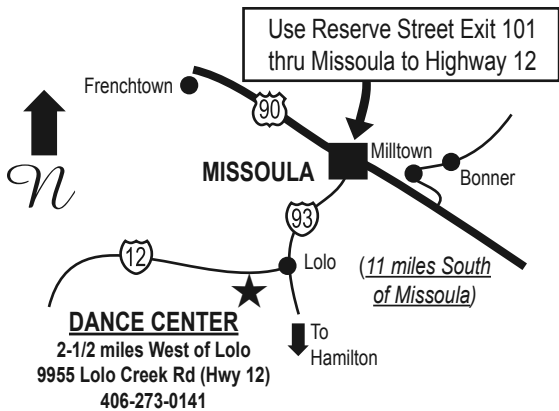 Use Reserve Street Exit 101
thru Missoula to Highway 12
Frenchtown
90
N
MISSOULA
Milltown
Bonner
93
12
Lolo
(11 miles South
of Missoula)
DANCE CENTER
2-1/2 miles West of Lolo
9955 Lolo Creek Rd (Hwy 12)
406-273-0141
To
Hamilton